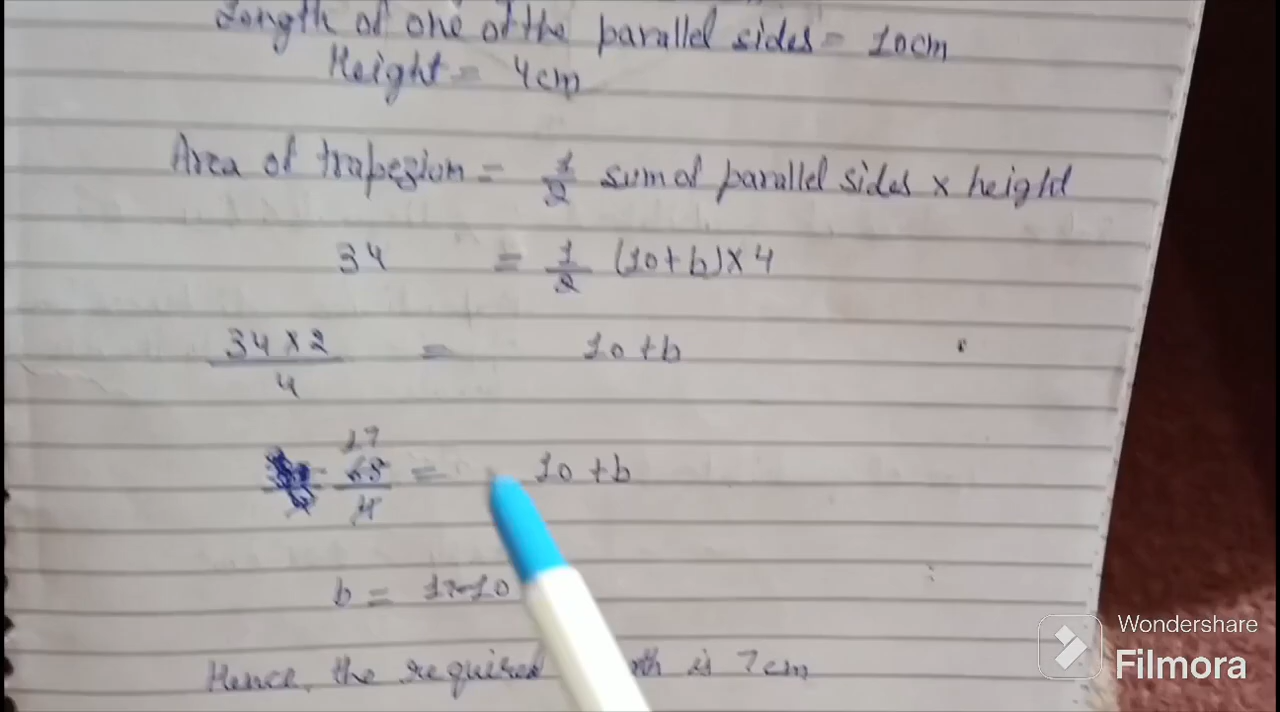 Length of one of the parallel sides = 10cm
Height = 4cm
Area of trapezium = 1/2 sum of parallel sides × height
34 = 1/2 (10+b)×4
34×2/4 = 10+b
17
68/4 = 10+b
b = 17-10
Hence, the required is 7cm
Wondershare
Filmora